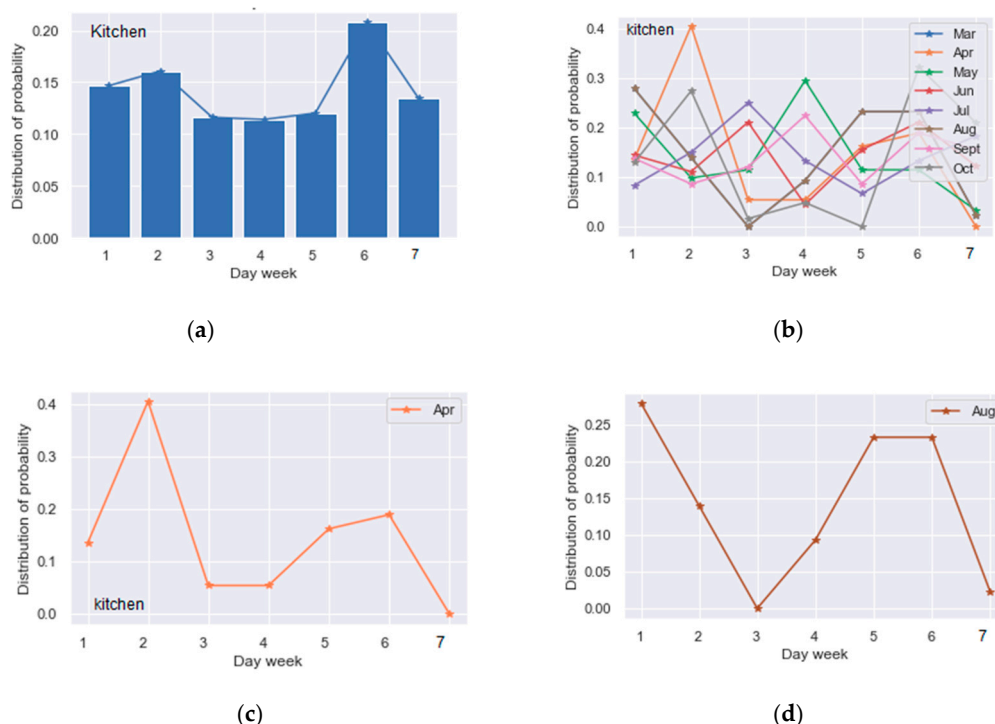 Kitchen
Distribution of probability
0.20
0.15
0.10
0.05
0.00
1 2 3 4 5 6 7
Day week
(a)
kitchen
Distribution of probability
0.4
0.3
0.2
0.1
0.0
Mar
Apr
May
Jun
Jul
Aug
Sept
Oct
1 2 3 4 5 6 7
Day week
(b)
Apr
Distribution of probability
0.4
0.3
0.2
0.1
0.0
kitchen
1 2 3 4 5 6 7
Day week
(c)
Aug
Distribution of probability
0.25
0.20
0.15
0.10
0.05
0.00
1 2 3 4 5 6 7
Day week
(d)